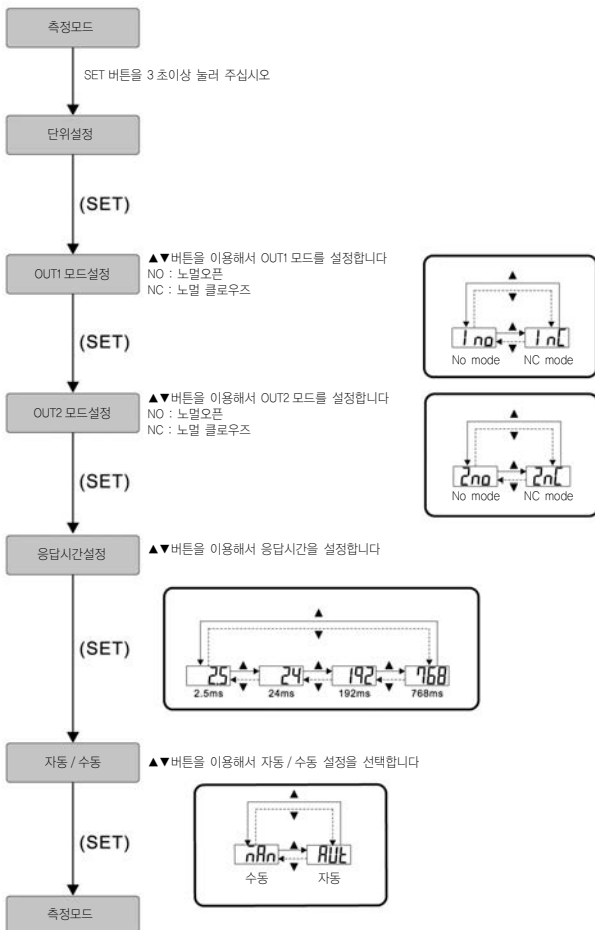 측정모드
SET 버튼을 3 초이상 눌러 주십시오
단위설정
(SET)
OUT1 모드설정
▲▼버튼을 이용해서 OUT1 모드를 설정합니다
NO : 노멀오픈
NC : 노멀 클로우즈
▲
▼
1no ▲▼ 1nC
No mode NC mode
(SET)
OUT2 모드설정
▲▼버튼을 이용해서 OUT2 모드를 설정합니다
NO : 노멀오픈
NC : 노멀 클로우즈
▲
▼
2no ▲▼ 2nC
No mode NC mode
(SET)
응답시간설정
▲▼버튼을 이용해서 응답시간을 설정합니다
▲
▼
2.5 ▲▼ 24 ▲▼ 192 ▲▼ 768
2.5ms 24ms 192ms 768ms
(SET)
자동 / 수동
▲▼버튼을 이용해서 자동 / 수동 설정을 선택합니다
▲
▼
nAn ▲▼ AUt
수동 자동
(SET)
측정모드